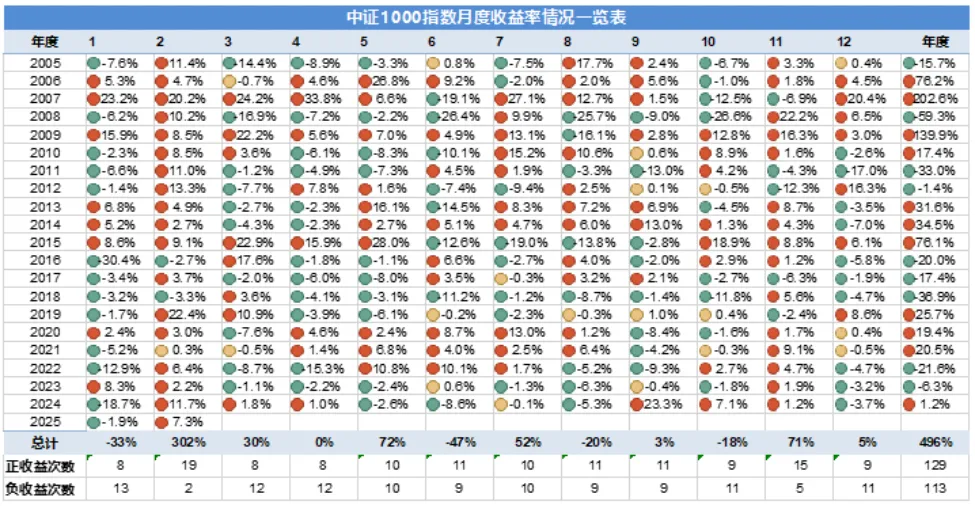 中证1000指数月度收益率情况一览表
年度 1 2 3 4 5 6 7 8 9 10 11 12 年度
2005 -7.6% 11.4% -14.4% -8.9% -3.3% 0.8% -7.5% 17.7% 2.4% -6.7% 3.3% 0.4% -15.7%
2006 5.3% 4.7% -0.7% 4.6% 26.8% 9.2% -2.0% 2.0% 5.6% -1.0% 1.8% 4.5% 76.2%
2007 23.2% 20.2% 24.2% 33.8% 6.6% -19.1% 27.1% 12.7% 1.5% -12.5% -6.9% 20.4% 202.6%
2008 -6.2% 10.2% -16.9% -7.2% -2.2% -26.4% 9.9% -25.7% -9.0% -26.6% 22.2% 6.5% -59.3%
2009 15.9% 8.5% 22.2% 5.6% 7.0% 4.9% 13.1% -16.1% 2.8% 12.8% 16.3% 3.0% 139.9%
2010 -2.3% 8.5% 3.6% -6.1% -8.3% -10.1% 15.2% 10.6% 0.6% 8.9% 1.6% -2.6% 17.4%
2011 -6.6% 11.0% -1.2% -4.9% -7.3% 4.5% 1.9% -3.3% -13.0% 4.2% -4.3% -17.0% -33.0%
2012 -1.4% 13.3% -7.7% 7.8% 1.6% -7.4% -9.4% 2.5% 0.1% -0.5% -12.3% 16.3% -1.4%
2013 6.8% 4.9% -2.7% -2.3% 16.1% -14.5% 8.3% 7.2% 6.9% -4.5% 8.7% -3.5% 31.6%
2014 5.2% 2.7% -4.3% -2.3% 2.7% 5.1% 4.7% 6.0% 13.0% 1.3% 4.3% -7.0% 34.5%
2015 8.6% 9.1% 22.9% 15.9% 28.0% -12.6% -19.0% -13.8% -2.8% 18.9% 8.8% 6.1% 76.1%
2016 -30.4% -2.7% 17.6% -1.8% -1.1% 6.6% -2.7% 4.0% -2.0% 2.9% 1.2% -5.8% -20.0%
2017 -3.4% 3.7% -2.0% -6.0% -8.0% 3.5% -0.3% 3.2% 2.1% -2.7% -6.3% -1.9% -17.4%
2018 -3.2% -3.3% 3.6% -4.1% -3.1% -11.2% -1.2% -8.7% -1.4% -11.8% 5.6% -4.7% -36.9%
2019 -1.7% 22.4% 10.9% -3.9% -6.1% -0.2% -2.3% -0.3% 1.0% 0.4% -2.4% 8.6% 25.7%
2020 2.4% 3.0% -7.6% 4.6% 2.4% 8.7% 13.0% 1.2% -8.4% -1.6% 1.7% 0.4% 19.4%
2021 -5.2% 0.3% -0.5% 1.4% 6.8% 4.0% 2.5% 6.4% -4.2% -0.3% 9.1% -0.5% 20.5%
2022 -12.9% 6.4% -8.7% -15.3% 10.8% 10.1% 1.7% -5.2% -9.3% 2.7% 4.7% -4.7% -21.6%
2023 8.3% 2.2% -1.1% -2.2% -2.4% 0.6% -1.3% -6.3% -0.4% -1.8% 1.9% -3.2% -6.3%
2024 -18.7% 11.7% 1.8% 1.0% -2.6% -8.6% -0.1% -5.3% 23.3% 7.1% 1.2% -3.7% 1.2%
2025 -1.9% 7.3%
总计 -33% 302% 30% 0% 72% -47% 52% -20% 3% -18% 71% 5% 496%
正收益次数 8 19 8 8 10 11 10 11 11 9 15 9 129
负收益次数 13 2 12 12 10 9 10 9 9 11 5 11 113